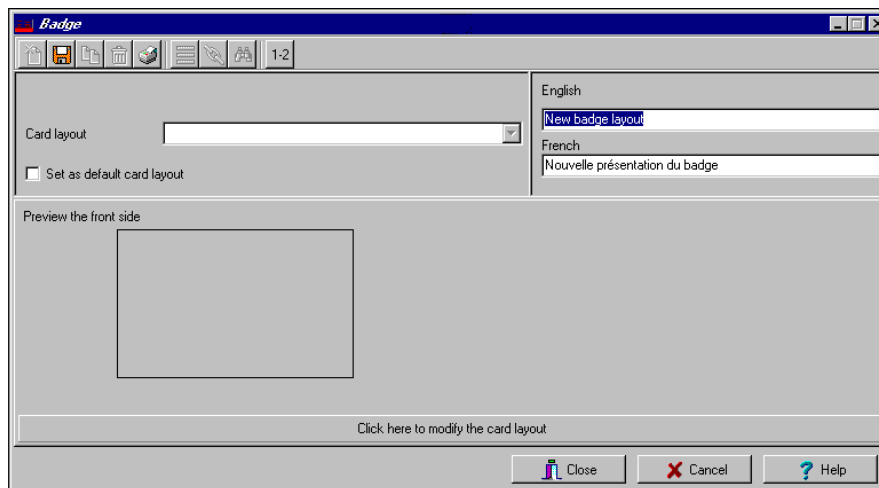 Badge
1-2
English
New badge layout
Card layout
French
Nouvelle présentation du badge
Set as default card layout
Preview the front side
Click here to modify the card layout
Close
Cancel
? Help